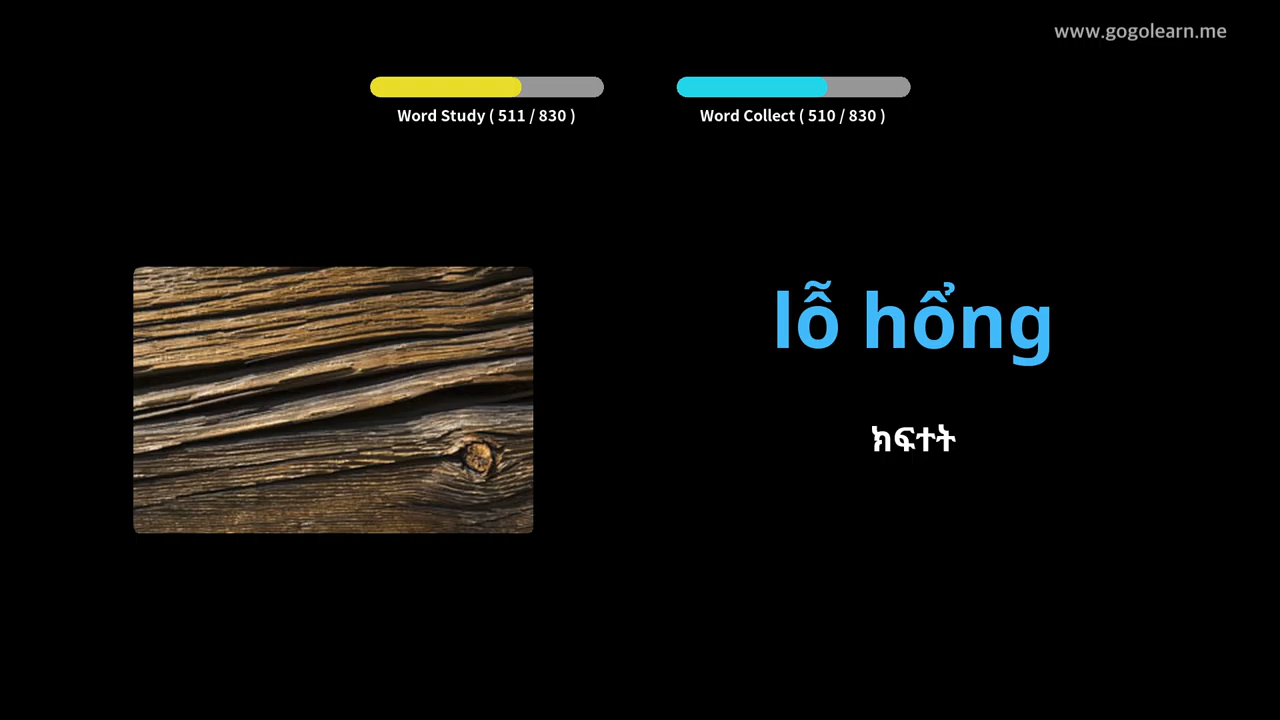 www.gogolearn.me
Word Study ( 511 / 830 )
Word Collect ( 510 / 830 )
lỗ hổng
ክፍተት